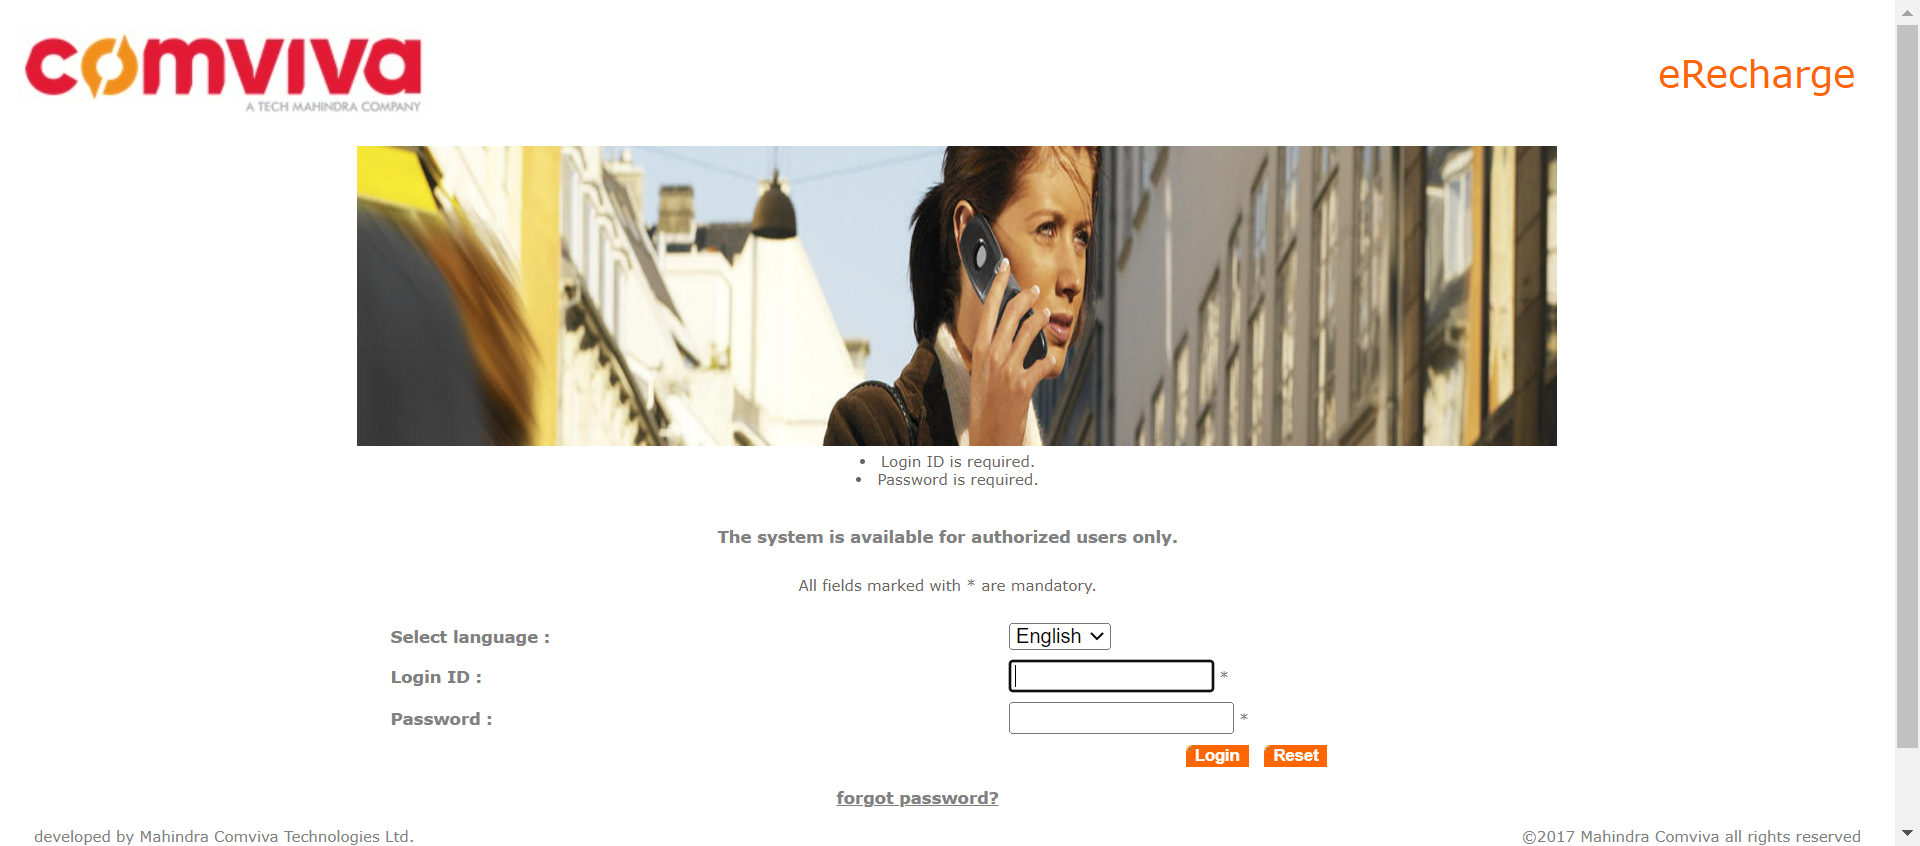 comviva
A TECH MAHINDRA COMPANY
eRecharge
• Login ID is required.
• Password is required.
The system is available for authorized users only.
All fields marked with * are mandatory.
Select language : English
Login ID : *
Password : *
Login Reset
forgot password?
developed by Mahindra Comviva Technologies Ltd. ©2017 Mahindra Comviva all rights reserved